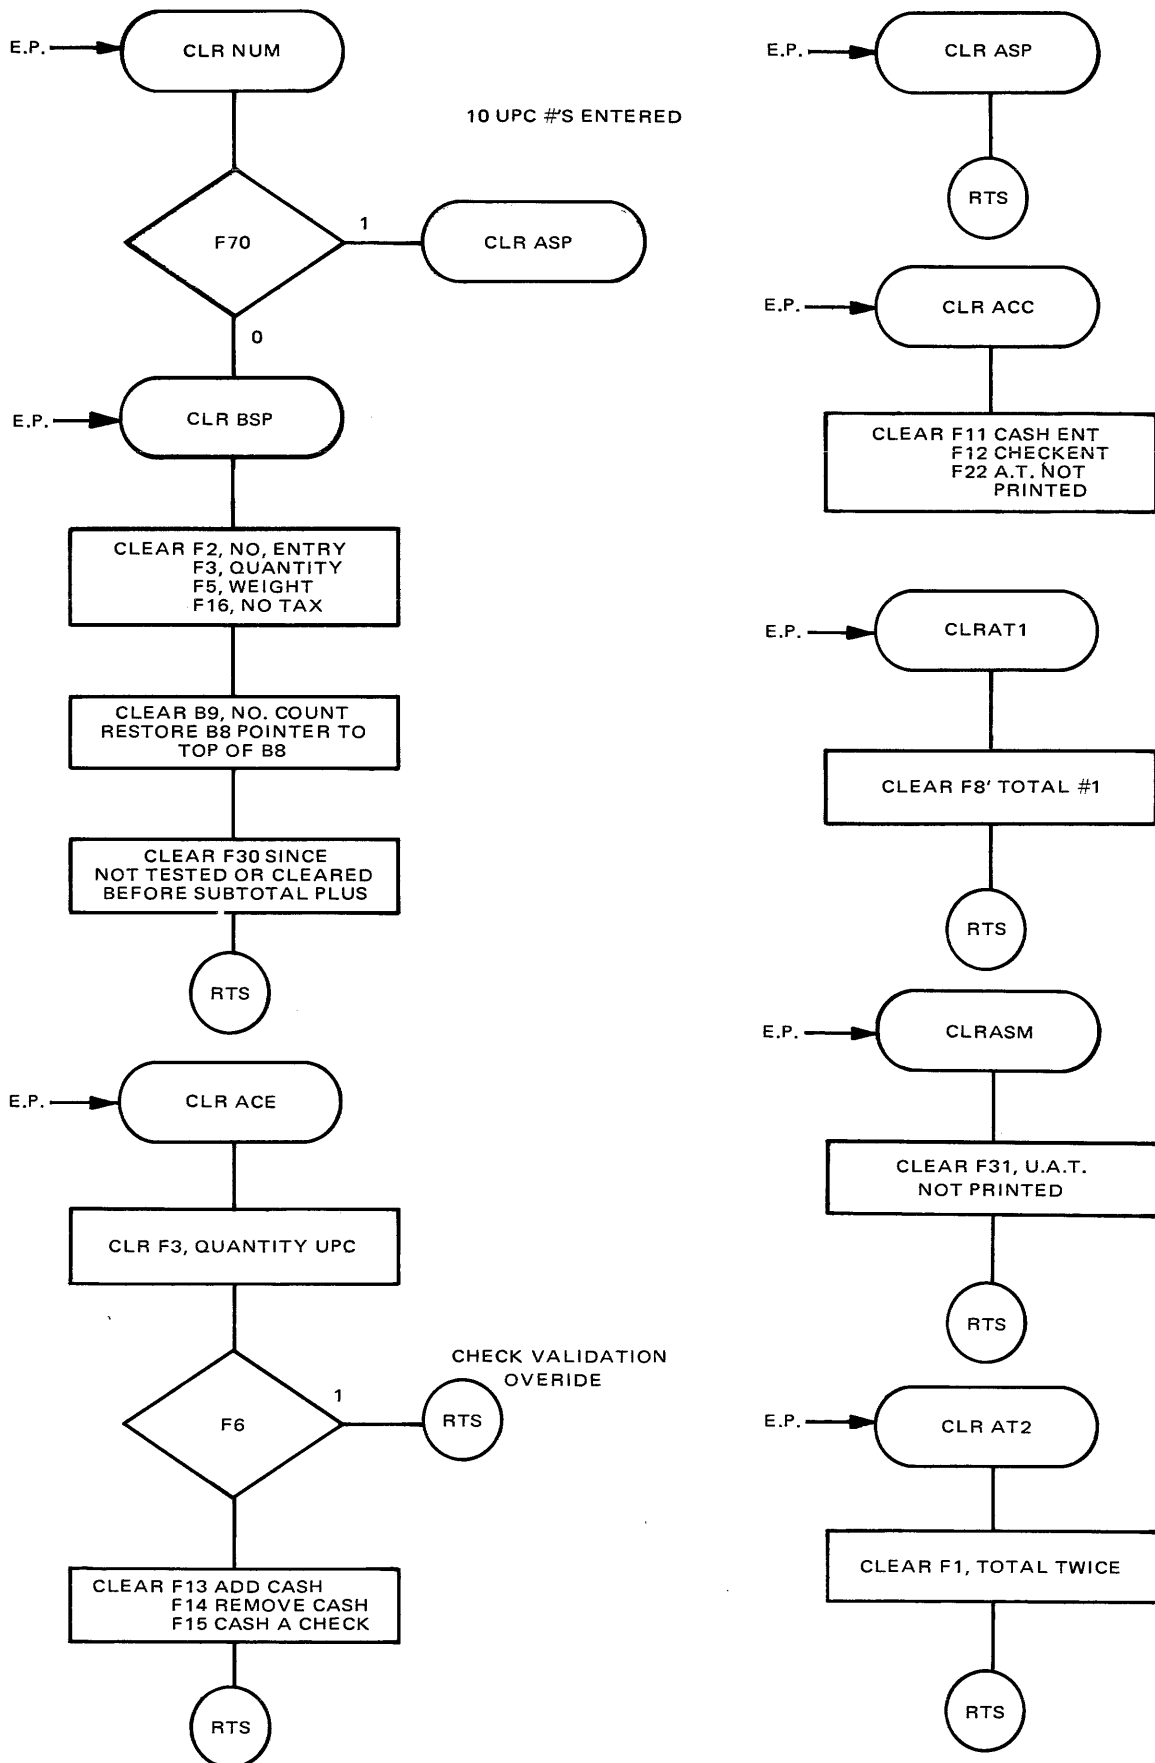 E.P.
CLR NUM
10 UPC #'S ENTERED
F70
1
CLR ASP
0
E.P.
CLR BSP
CLEAR F2, NO, ENTRY
F3, QUANTITY
F5, WEIGHT
F16, NO TAX
CLEAR B9, NO. COUNT
RESTORE B8 POINTER TO
TOP OF B8
CLEAR F30 SINCE
NOT TESTED OR CLEARED
BEFORE SUBTOTAL PLUS
RTS
E.P.
CLR ACE
CLR F3, QUANTITY UPC
F6
1
CHECK VALIDATION
OVERIDE
RTS
CLEAR F13 ADD CASH
F14 REMOVE CASH
F15 CASH A CHECK
RTS
E.P.
CLR ASP
RTS
E.P.
CLR ACC
CLEAR F11 CASH ENT
F12 CHECKENT
F22 A.T. NOT
PRINTED
E.P.
CLRAT1
CLEAR F8' TOTAL #1
RTS
E.P.
CLRASM
CLEAR F31, U.A.T.
NOT PRINTED
RTS
E.P.
CLR AT2
CLEAR F1, TOTAL TWICE
RTS